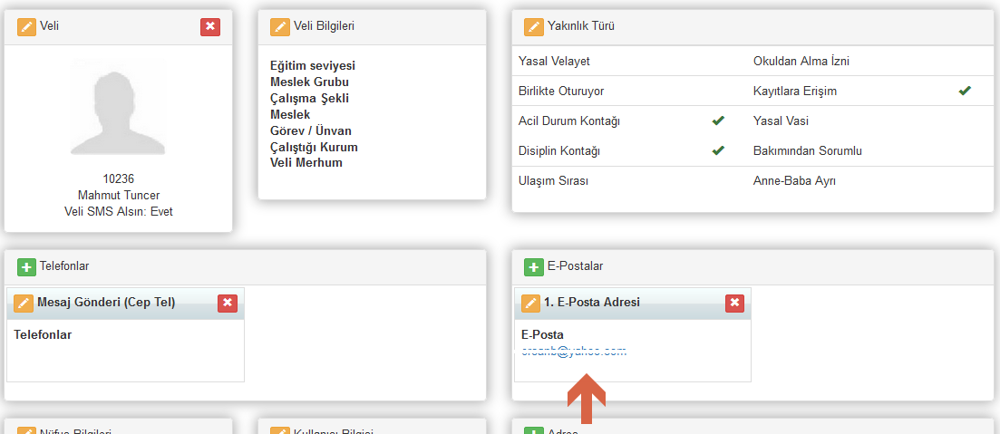 Veli
Veli Bilgileri
Yakınlık Türü
10236
Mahmut Tuncer
Veli SMS Alsın: Evet
Eğitim seviyesi
Meslek Grubu
Çalışma Şekli
Meslek
Görev / Ünvan
Çalıştığı Kurum
Veli Merhum
Yasal Velayet
Okuldan Alma İzni
Birlikte Oturuyor
Kayıtlara Erişim
Acil Durum Kontağı
Yasal Vasi
Disiplin Kontağı
Bakımından Sorumlu
Ulaşım Sırası
Anne-Baba Ayrı
Telefonlar
Mesaj Gönderi (Cep Tel)
Telefonlar
E-Postalar
1. E-Posta Adresi
E-Posta
Nüfus Bilgileri
Kullanıcı Bilgisi
Adres